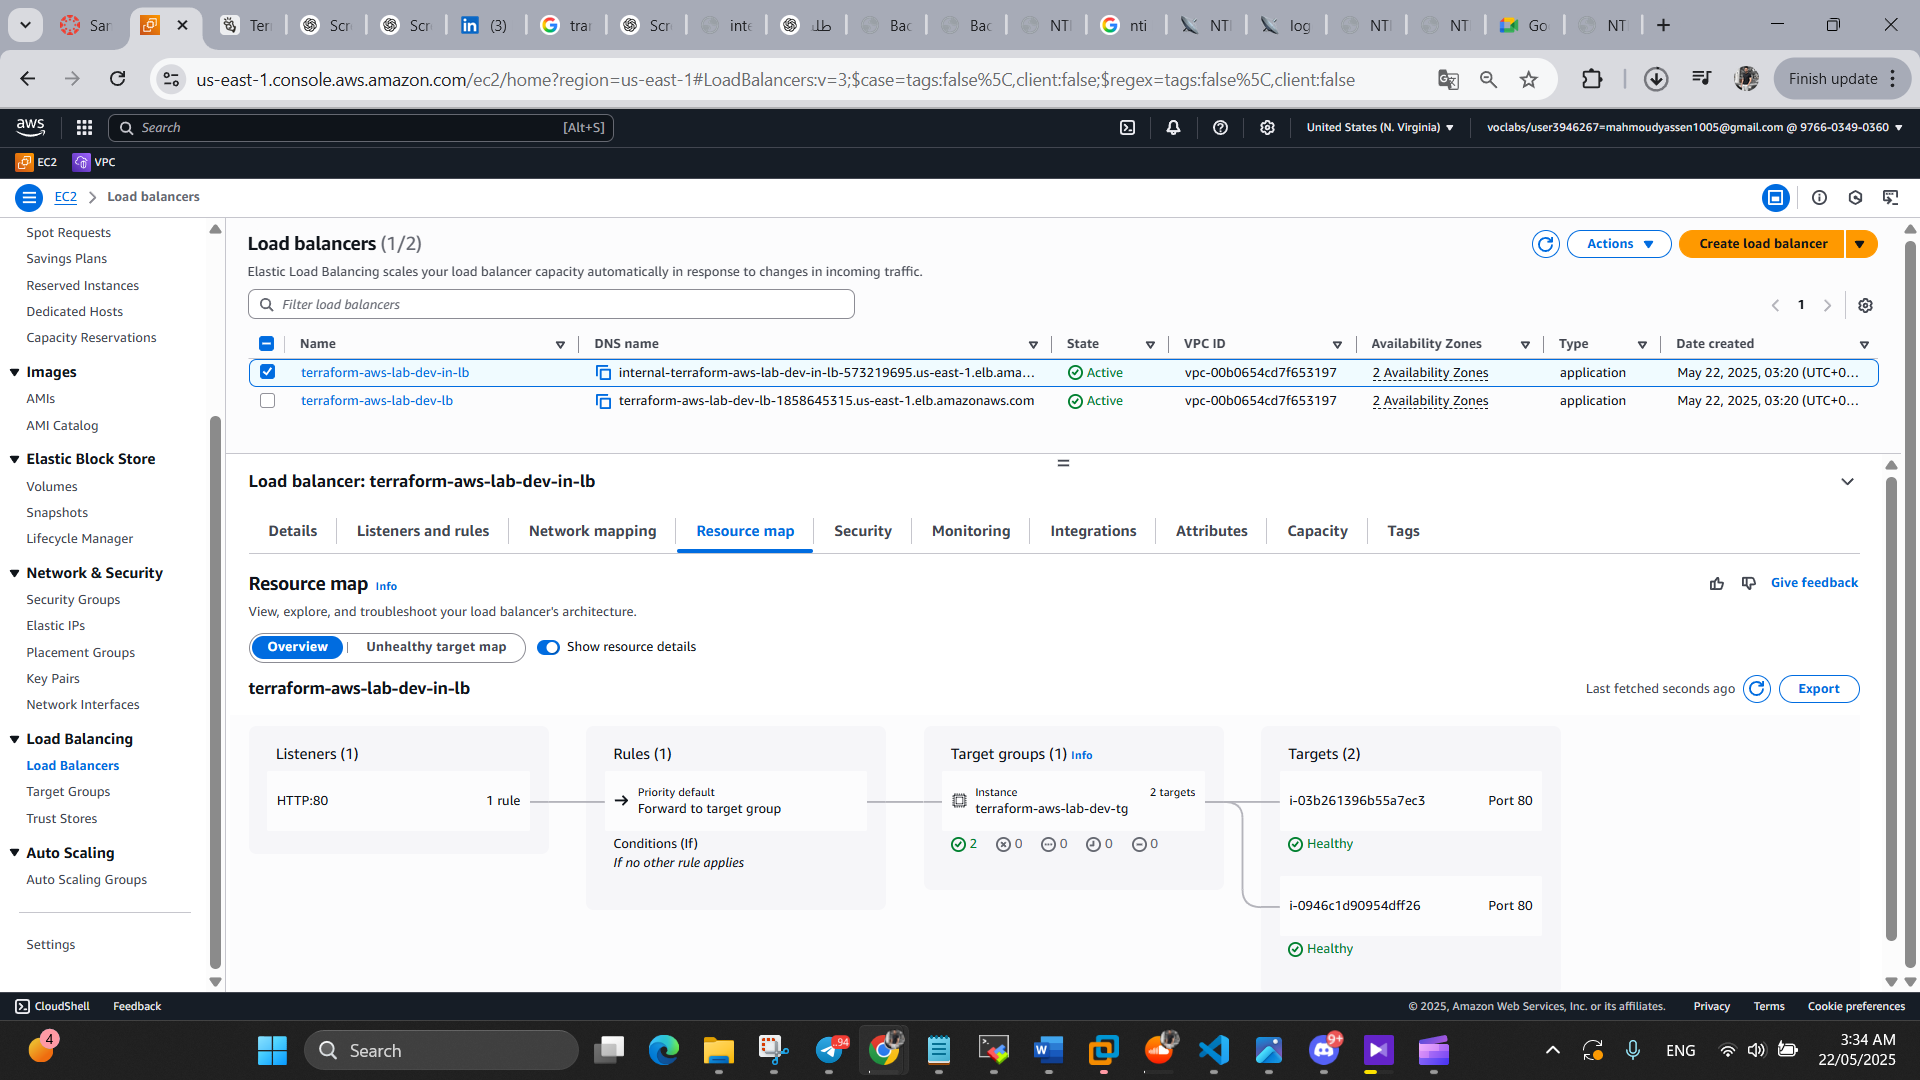 San
Terr
Scre
Scre
(3)
tran
Scre
inte
طلـ
Bac
Bac
NTI
nti
NTI
log
NTI
NTI
Go
NTI
us-east-1.console.aws.amazon.com/ec2/home?region=us-east-1#LoadBalancers:v=3;$case=tags:false%5C,client:false;$regex=tags:false%5C,client:false
Finish update
aws
Search
[Alt+S]
United States (N. Virginia)
voclabs/user3946267=mahmoudyassen1005@gmail.com @ 9766-0349-0360
EC2
VPC
EC2
Load balancers
Spot Requests
Savings Plans
Reserved Instances
Dedicated Hosts
Capacity Reservations
Images
AMIs
AMI Catalog
Elastic Block Store
Volumes
Snapshots
Lifecycle Manager
Network & Security
Security Groups
Elastic IPs
Placement Groups
Key Pairs
Network Interfaces
Load Balancing
Load Balancers
Target Groups
Trust Stores
Auto Scaling
Auto Scaling Groups
Settings
Load balancers (1/2)
Actions
Create load balancer
Elastic Load Balancing scales your load balancer capacity automatically in response to changes in incoming traffic.
Filter load balancers
1
Name DNS name State VPC ID Availability Zones Type Date created
terraform-aws-lab-dev-in-lb internal-terraform-aws-lab-dev-in-lb-573219695.us-east-1.elb.ama... Active vpc-00b0654cd7f653197 2 Availability Zones application May 22, 2025, 03:20 (UTC+0...
terraform-aws-lab-dev-lb terraform-aws-lab-dev-lb-1858645315.us-east-1.elb.amazonaws.com Active vpc-00b0654cd7f653197 2 Availability Zones application May 22, 2025, 03:20 (UTC+0...
Load balancer: terraform-aws-lab-dev-in-lb
Details Listeners and rules Network mapping Resource map Security Monitoring Integrations Attributes Capacity Tags
Resource map Info
Give feedback
View, explore, and troubleshoot your load balancer's architecture.
Overview Unhealthy target map Show resource details
terraform-aws-lab-dev-in-lb
Last fetched seconds ago
Export
Listeners (1)
HTTP:80 1 rule
Rules (1)
Priority default
Forward to target group
Conditions (If)
If no other rule applies
Target groups (1) Info
Instance 2 targets
terraform-aws-lab-dev-tg
2 0 0 0 0
Targets (2)
i-03b261396b55a7ec3 Port 80
Healthy
i-0946c1d90954dff26 Port 80
Healthy
CloudShell
Feedback
© 2025, Amazon Web Services, Inc. or its affiliates.
Privacy
Terms
Cookie preferences
4
Search
94
9+
ENG
3:34 AM
22/05/2025